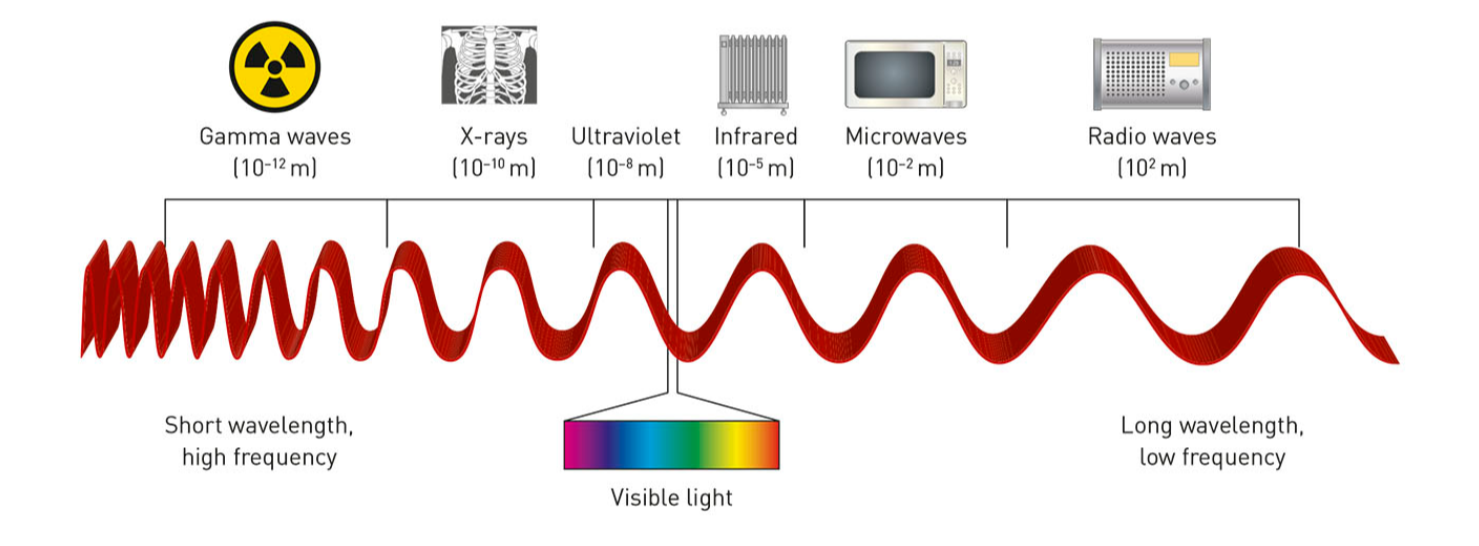 Gamma waves
(10⁻¹² m)
X-rays
(10⁻¹⁰ m)
Ultraviolet
(10⁻⁸ m)
Infrared
(10⁻⁵ m)
Microwaves
(10⁻² m)
Radio waves
(10² m)
Short wavelength,
high frequency
Long wavelength,
low frequency
Visible light